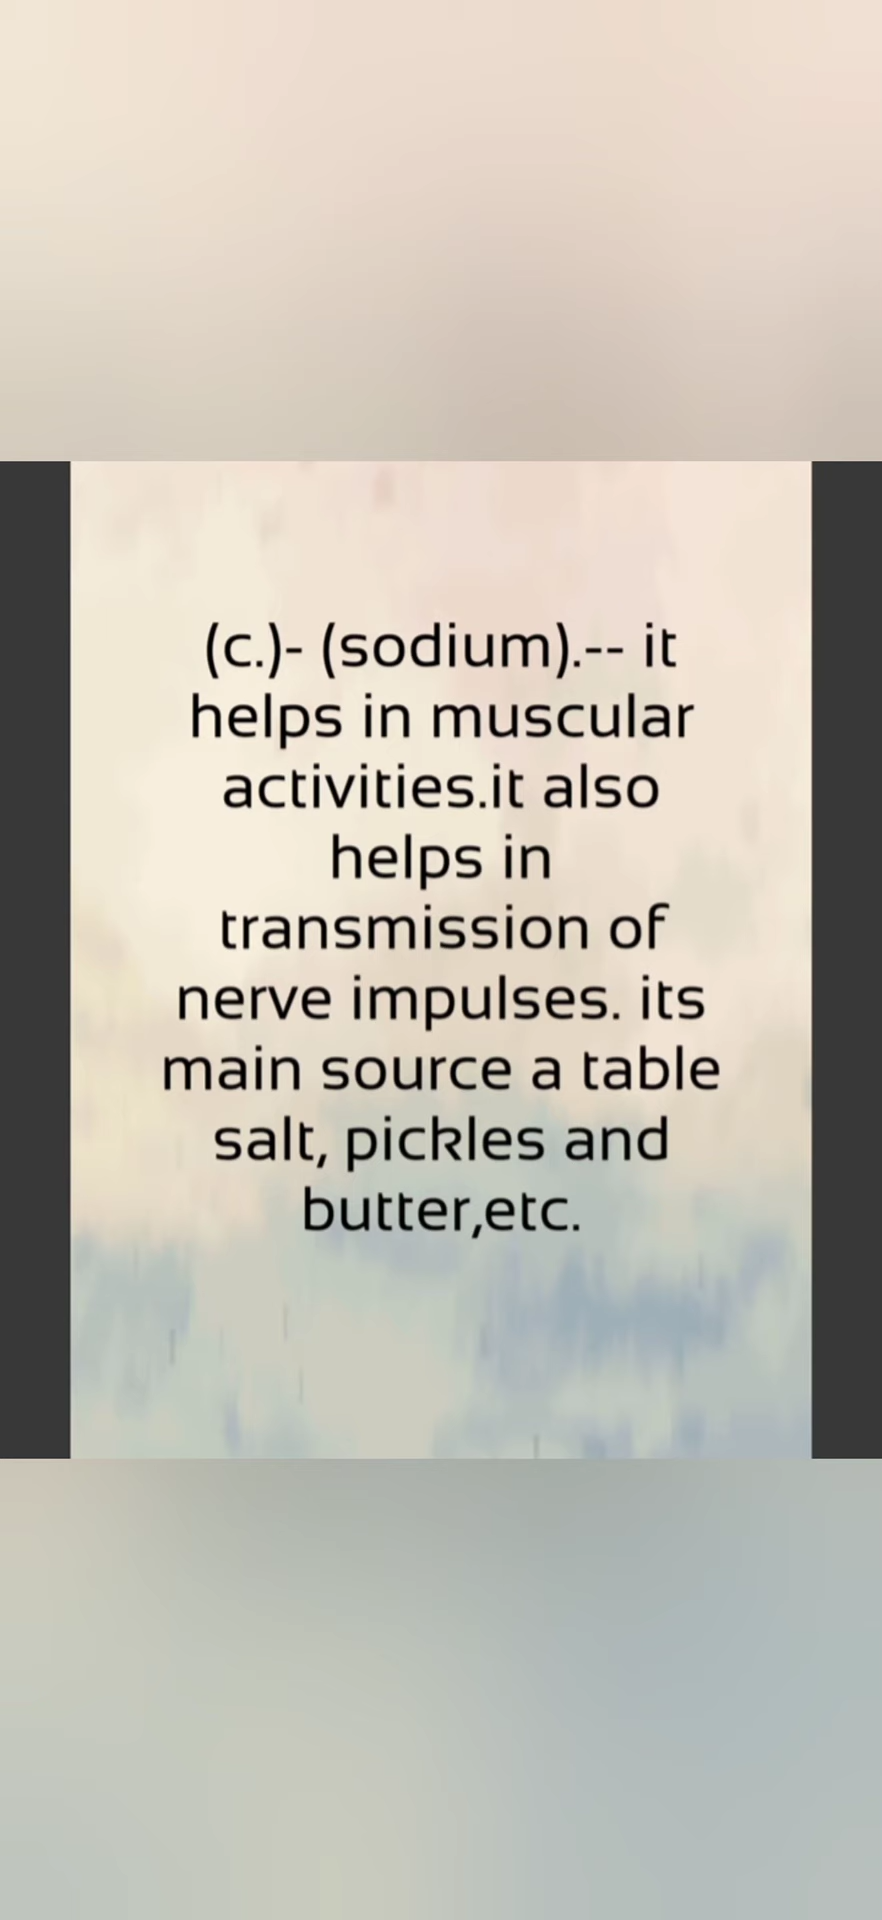 (c.)- (sodium).-- it
helps in muscular
activities.it also
helps in
transmission of
nerve impulses. its
main source a table
salt, pickles and
butter,etc.